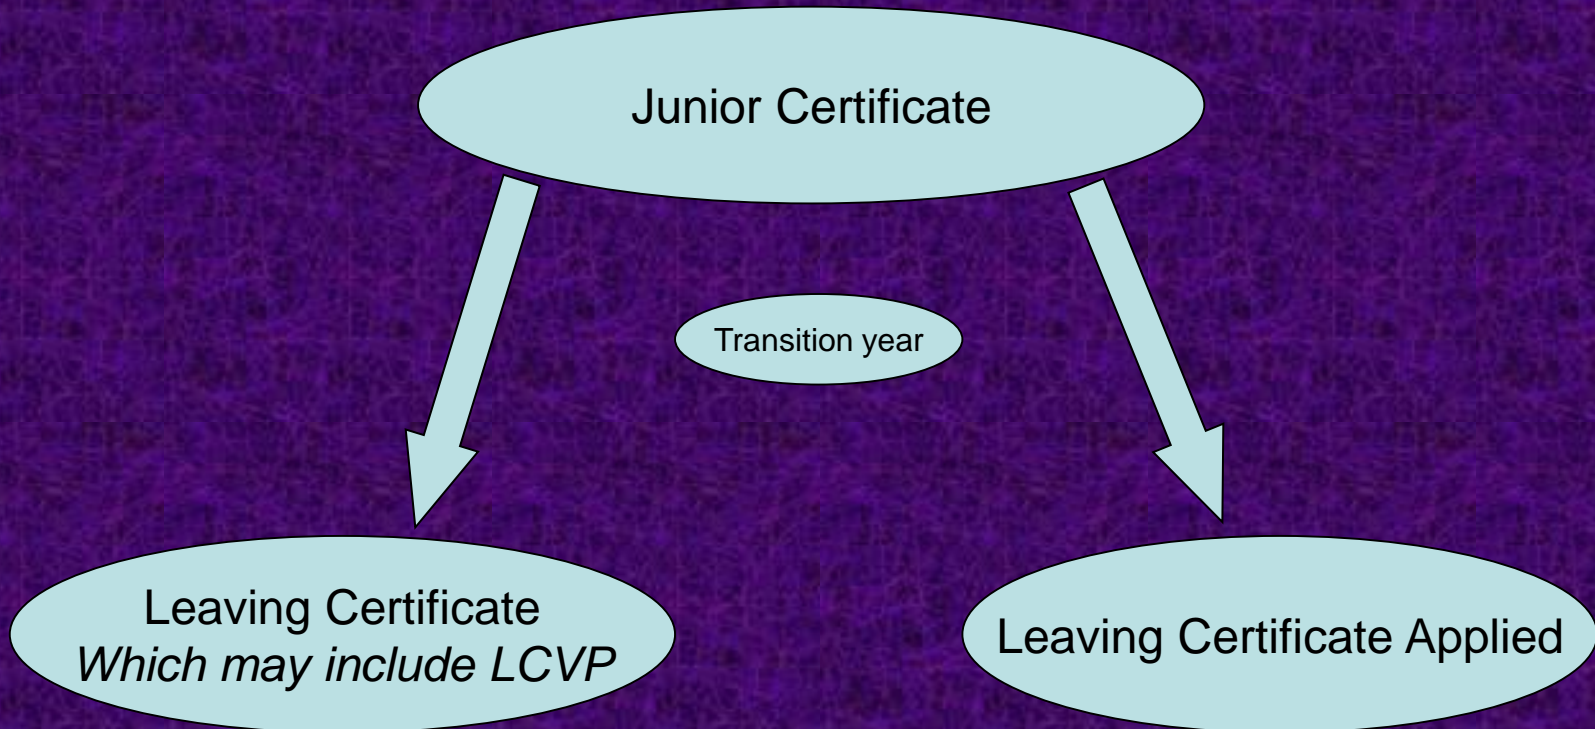 Junior Certificate
Transition year
Leaving Certificate
Which may include LCVP
Leaving Certificate Applied